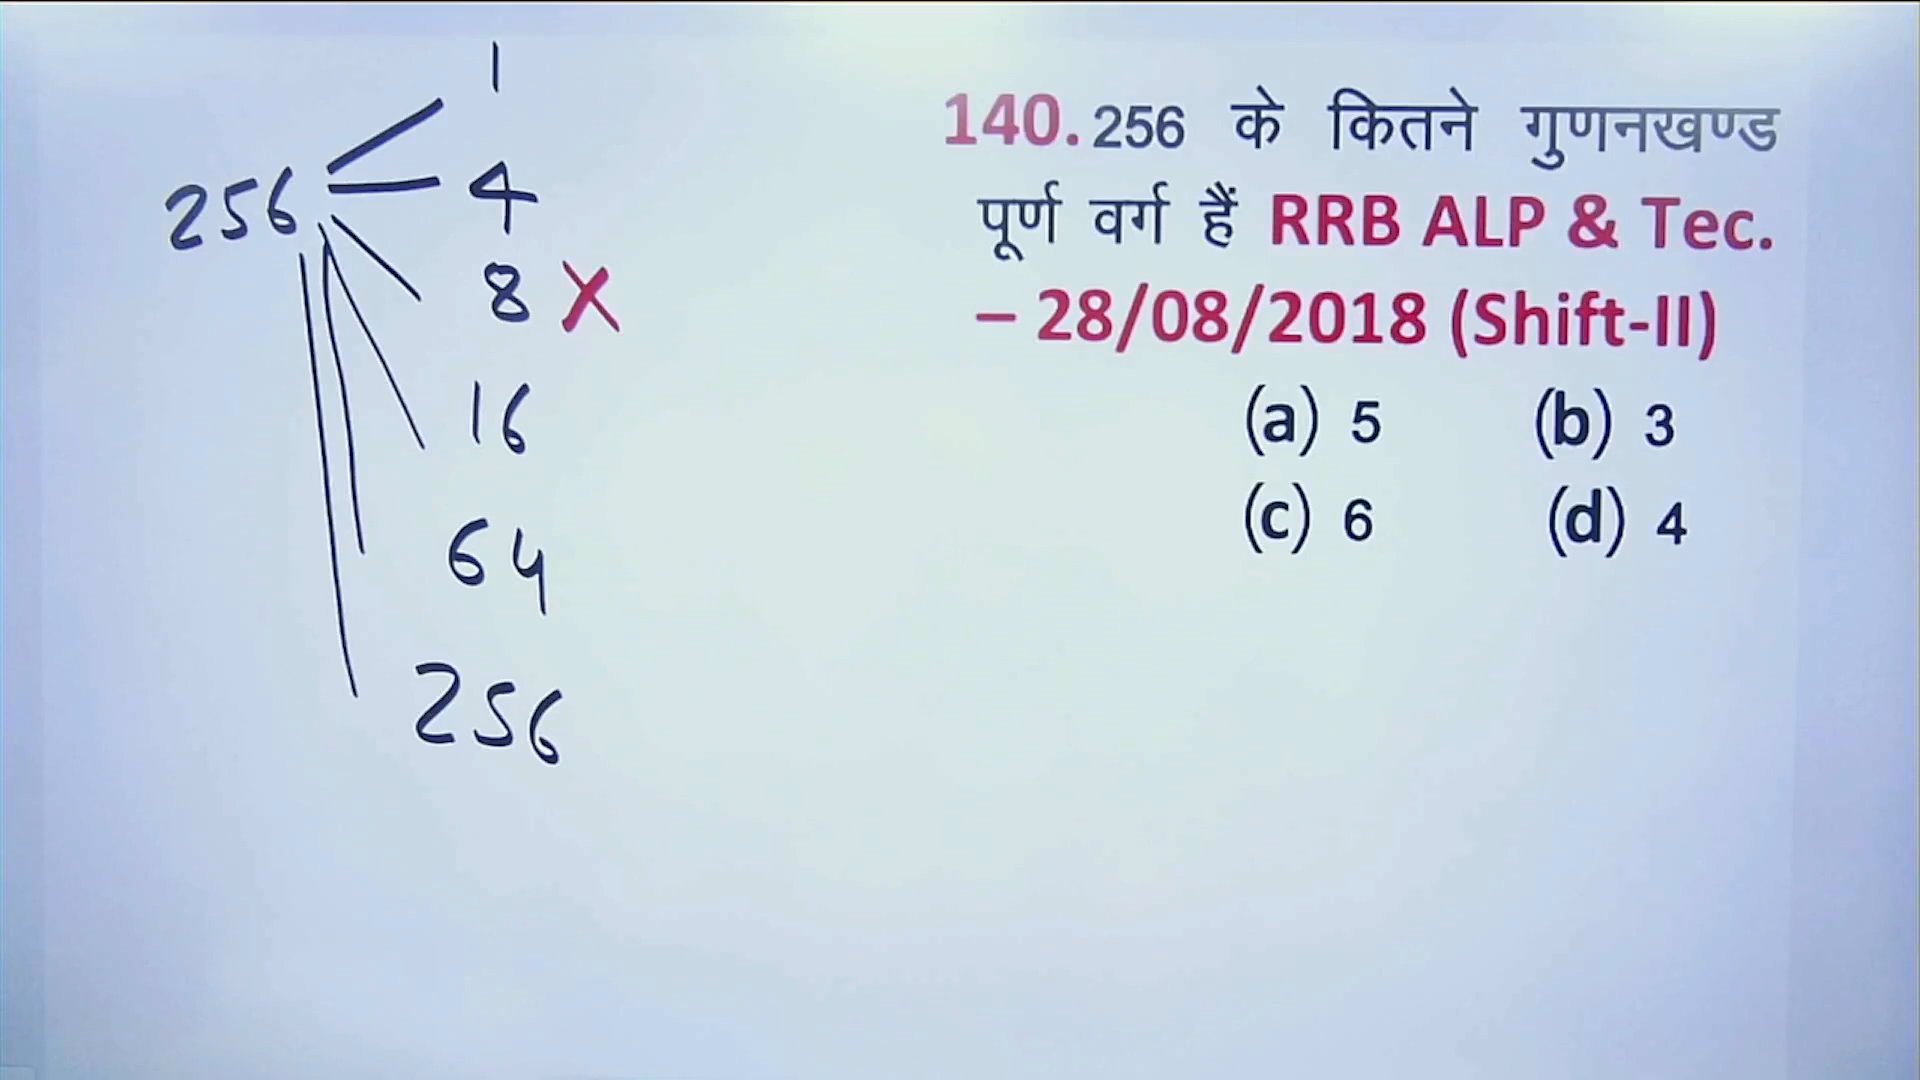 1
256
4
8 X
16
64
256
140. 256 के कितने गुणनखण्ड
पूर्ण वर्ग हैं RRB ALP & Tec.
– 28/08/2018 (Shift-II)
(a) 5 (b) 3
(c) 6 (d) 4